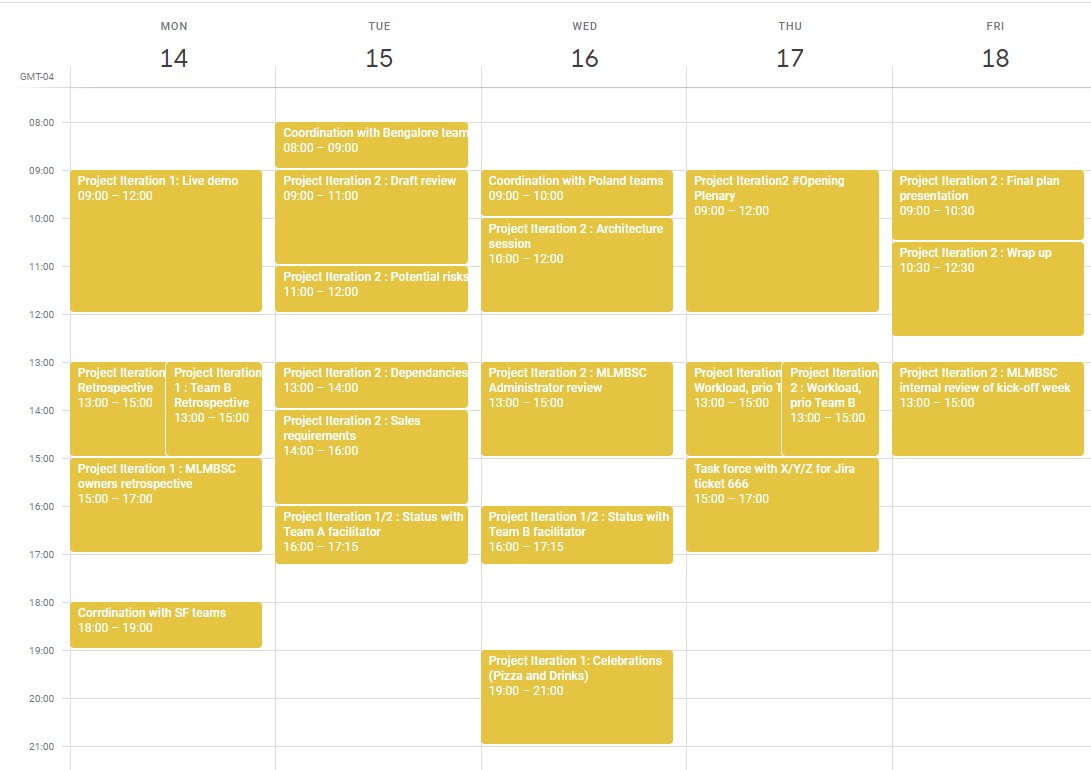 MON
14
TUE
15
WED
16
THU
17
FRI
18
GMT-04
08:00
09:00
10:00
11:00
12:00
13:00
14:00
15:00
16:00
17:00
18:00
19:00
20:00
21:00
Project Iteration 1: Live demo
09:00 – 12:00
Project Iteration
Retrospective
13:00 – 15:00
Project Iteration
1 : Team B
Retrospective
13:00 – 15:00
Project Iteration 1 : MLMBSC
owners retrospective
15:00 – 17:00
Corrdination with SF teams
18:00 – 19:00
Coordination with Bengalore team
08:00 – 09:00
Project Iteration 2 : Draft review
09:00 – 11:00
Project Iteration 2 : Potential risks
11:00 – 12:00
Project Iteration 2 : Dependancies
13:00 – 14:00
Project Iteration 2 : Sales
requirements
14:00 – 16:00
Project Iteration 1/2 : Status with
Team A facilitator
16:00 – 17:15
Coordination with Poland teams
09:00 – 10:00
Project Iteration 2 : Architecture
session
10:00 – 12:00
Project Iteration 2 : MLMBSC
Administrator review
13:00 – 15:00
Project Iteration 1/2 : Status with
Team B facilitator
16:00 – 17:15
Project Iteration 1: Celebrations
(Pizza and Drinks)
19:00 – 21:00
Project Iteration2 #Opening
Plenary
09:00 – 12:00
Project Iteration
Workload, prio T
13:00 – 15:00
Project Iteration
2 : Workload,
prio Team B
13:00 – 15:00
Task force with X/Y/Z for Jira
ticket 666
15:00 – 17:00
Project Iteration 2 : Final plan
presentation
09:00 – 10:30
Project Iteration 2 : Wrap up
10:30 – 12:30
Project Iteration 2 : MLMBSC
internal review of kick-off week
13:00 – 15:00